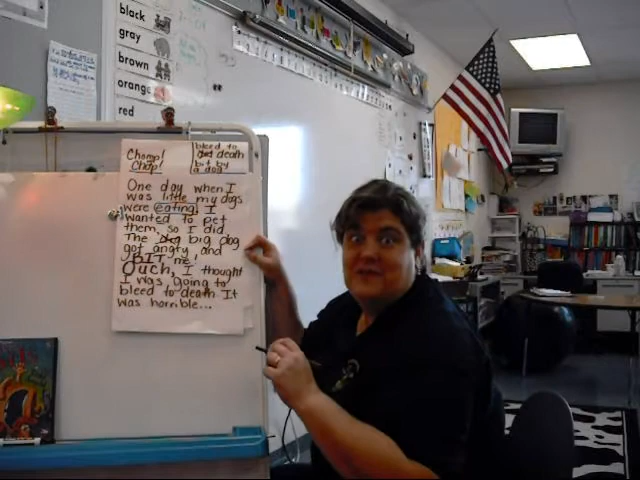 black
gray
brown
orange
red
Chomp!
Chap!
bleed to
death
bit by
a dog
One day when I
was little my dogs
were eating. I
wanted to pet
them, so I did.
The dog big dog
got angry, and
BIT me!
Ouch, I thought
I was going to
bleed to death. It
was horrible...